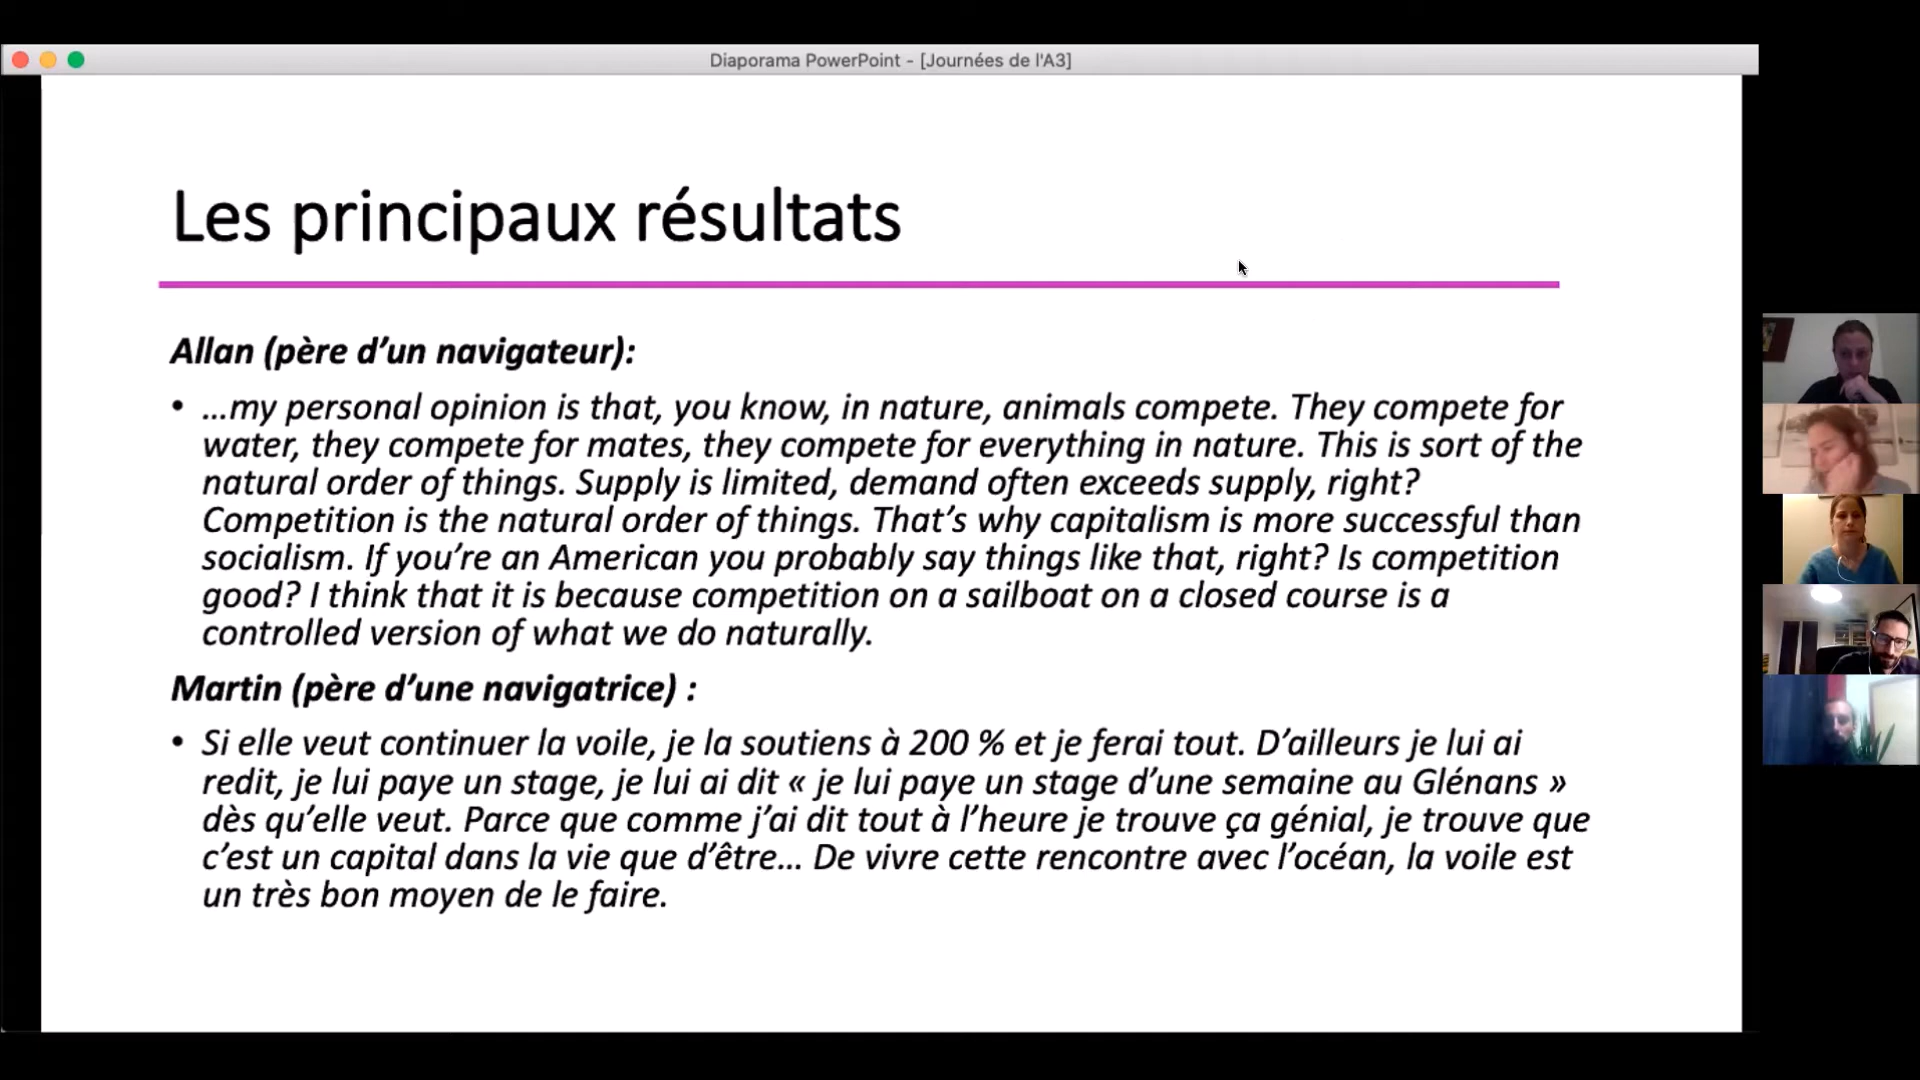 Diaporama PowerPoint - [Journées de l'A3]
Les principaux résultats
Allan (père d’un navigateur):
• …my personal opinion is that, you know, in nature, animals compete. They compete for
water, they compete for mates, they compete for everything in nature. This is sort of the
natural order of things. Supply is limited, demand often exceeds supply, right?
Competition is the natural order of things. That’s why capitalism is more successful than
socialism. If you’re an American you probably say things like that, right? Is competition
good? I think that it is because competition on a sailboat on a closed course is a
controlled version of what we do naturally.
Martin (père d’une navigatrice) :
• Si elle veut continuer la voile, je la soutiens à 200 % et je ferai tout. D’ailleurs je lui ai
redit, je lui paye un stage, je lui ai dit « je lui paye un stage d’une semaine au Glénans »
dès qu’elle veut. Parce que comme j’ai dit tout à l’heure je trouve ça génial, je trouve que
c’est un capital dans la vie que d’être… De vivre cette rencontre avec l’océan, la voile est
un très bon moyen de le faire.